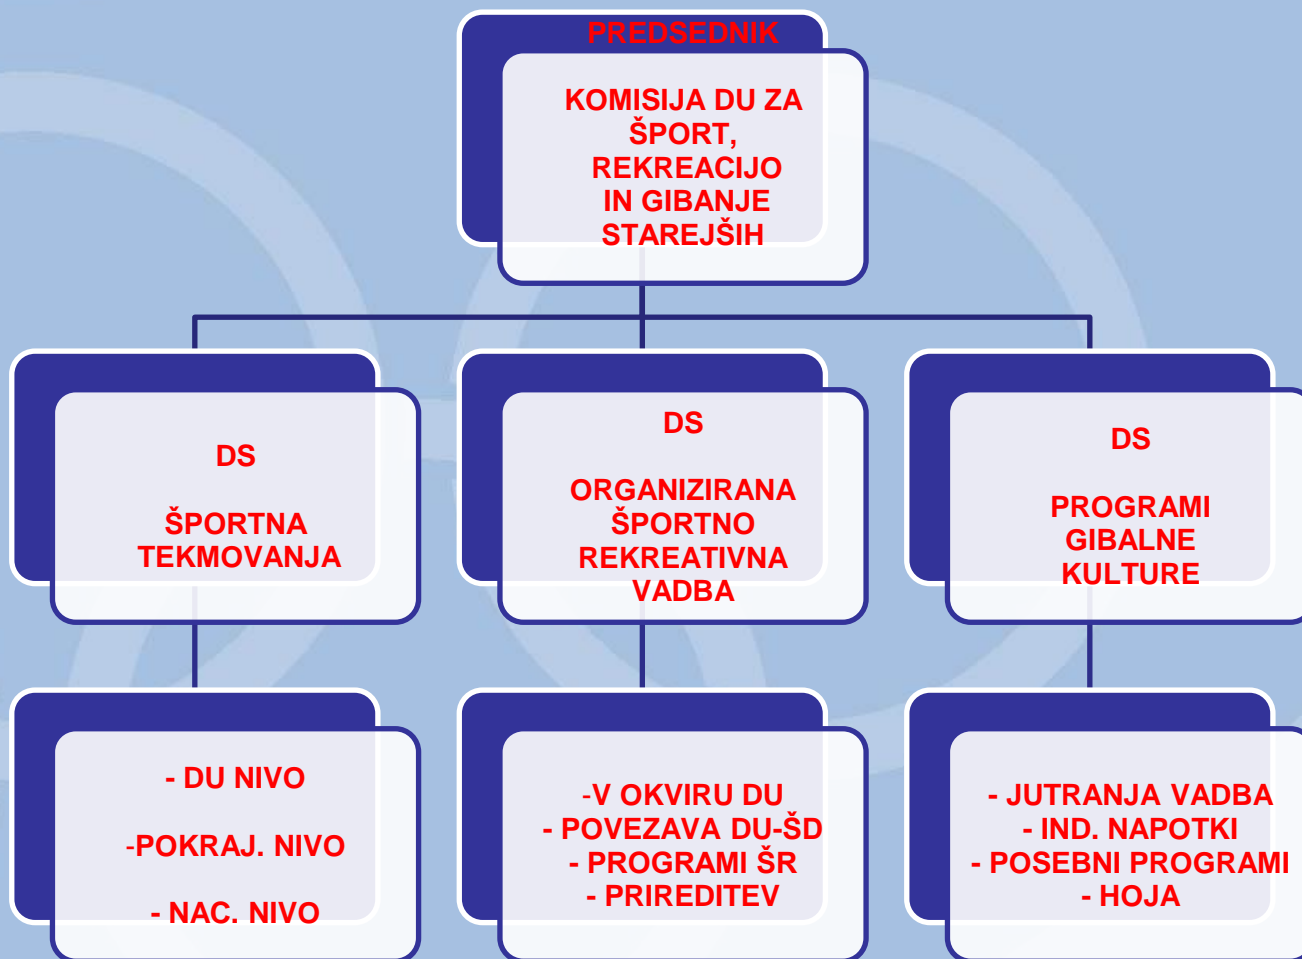 PREDSEDNIK
KOMISIJA DU ZA
ŠPORT,
REKREACIJO
IN GIBANJE
STAREJŠIH
DS
ŠPORTNA
TEKMOVANJA
DS
ORGANIZIRANA
ŠPORTNO
REKREATIVNA
VADBA
DS
PROGRAMI
GIBALNE
KULTURE
- DU NIVO
-POKRAJ. NIVO
- NAC. NIVO
-V OKVIRU DU
- POVEZAVA DU-ŠD
- PROGRAMI ŠR
- PRIREDITEV
- JUTRANJA VADBA
- IND. NAPOTKI
- POSEBNI PROGRAMI
- HOJA